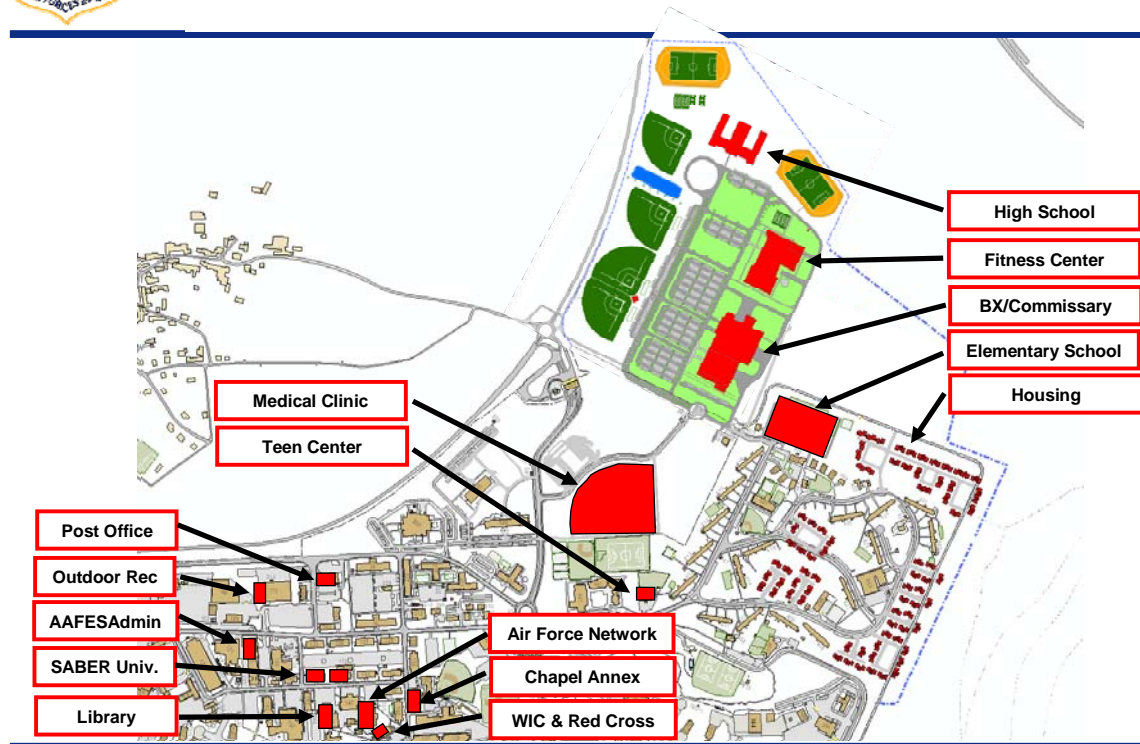 High School
Fitness Center
BX/Commissary
Elementary School
Housing
Medical Clinic
Teen Center
Post Office
Outdoor Rec
AAFESAdmin
SABER Univ.
Library
Air Force Network
Chapel Annex
WIC & Red Cross